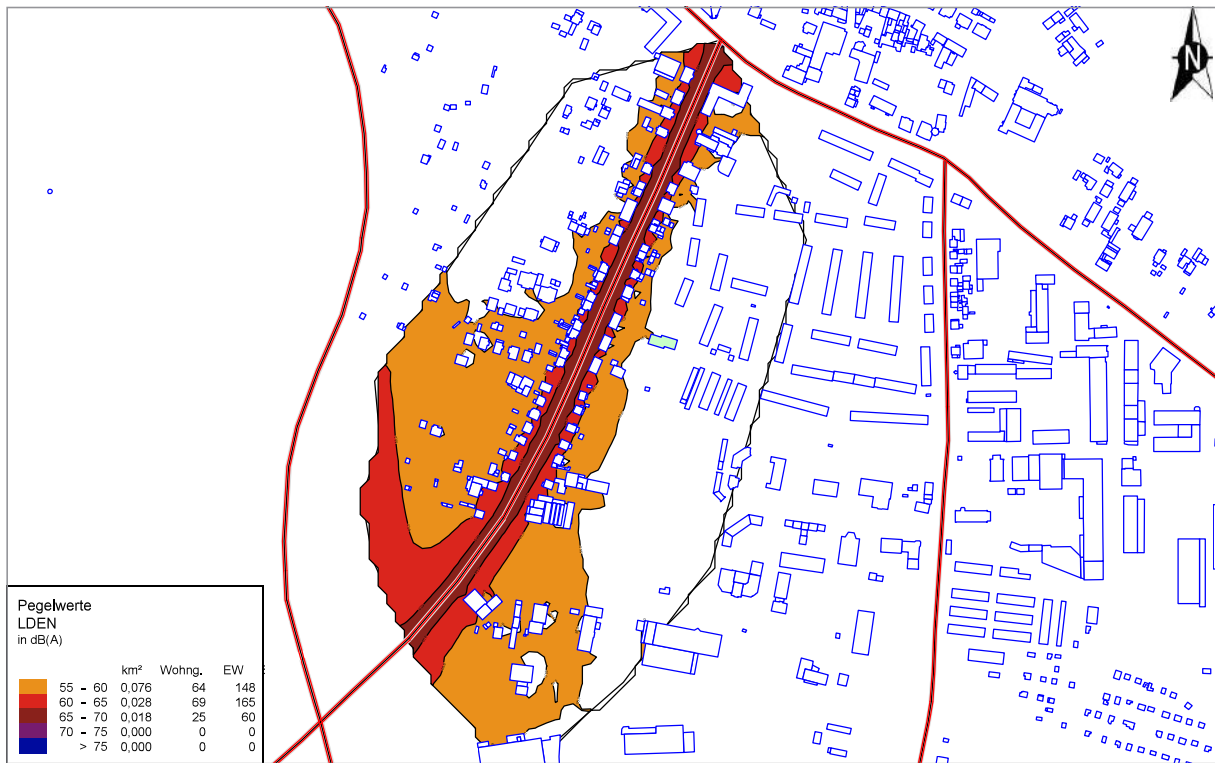 N
Pegelwerte
LDEN
in dB(A)
km² Wohng. EW
55 - 60 0,076 64 148
60 - 65 0,028 69 165
65 - 70 0,018 25 60
70 - 75 0,000 0 0
> 75 0,000 0 0